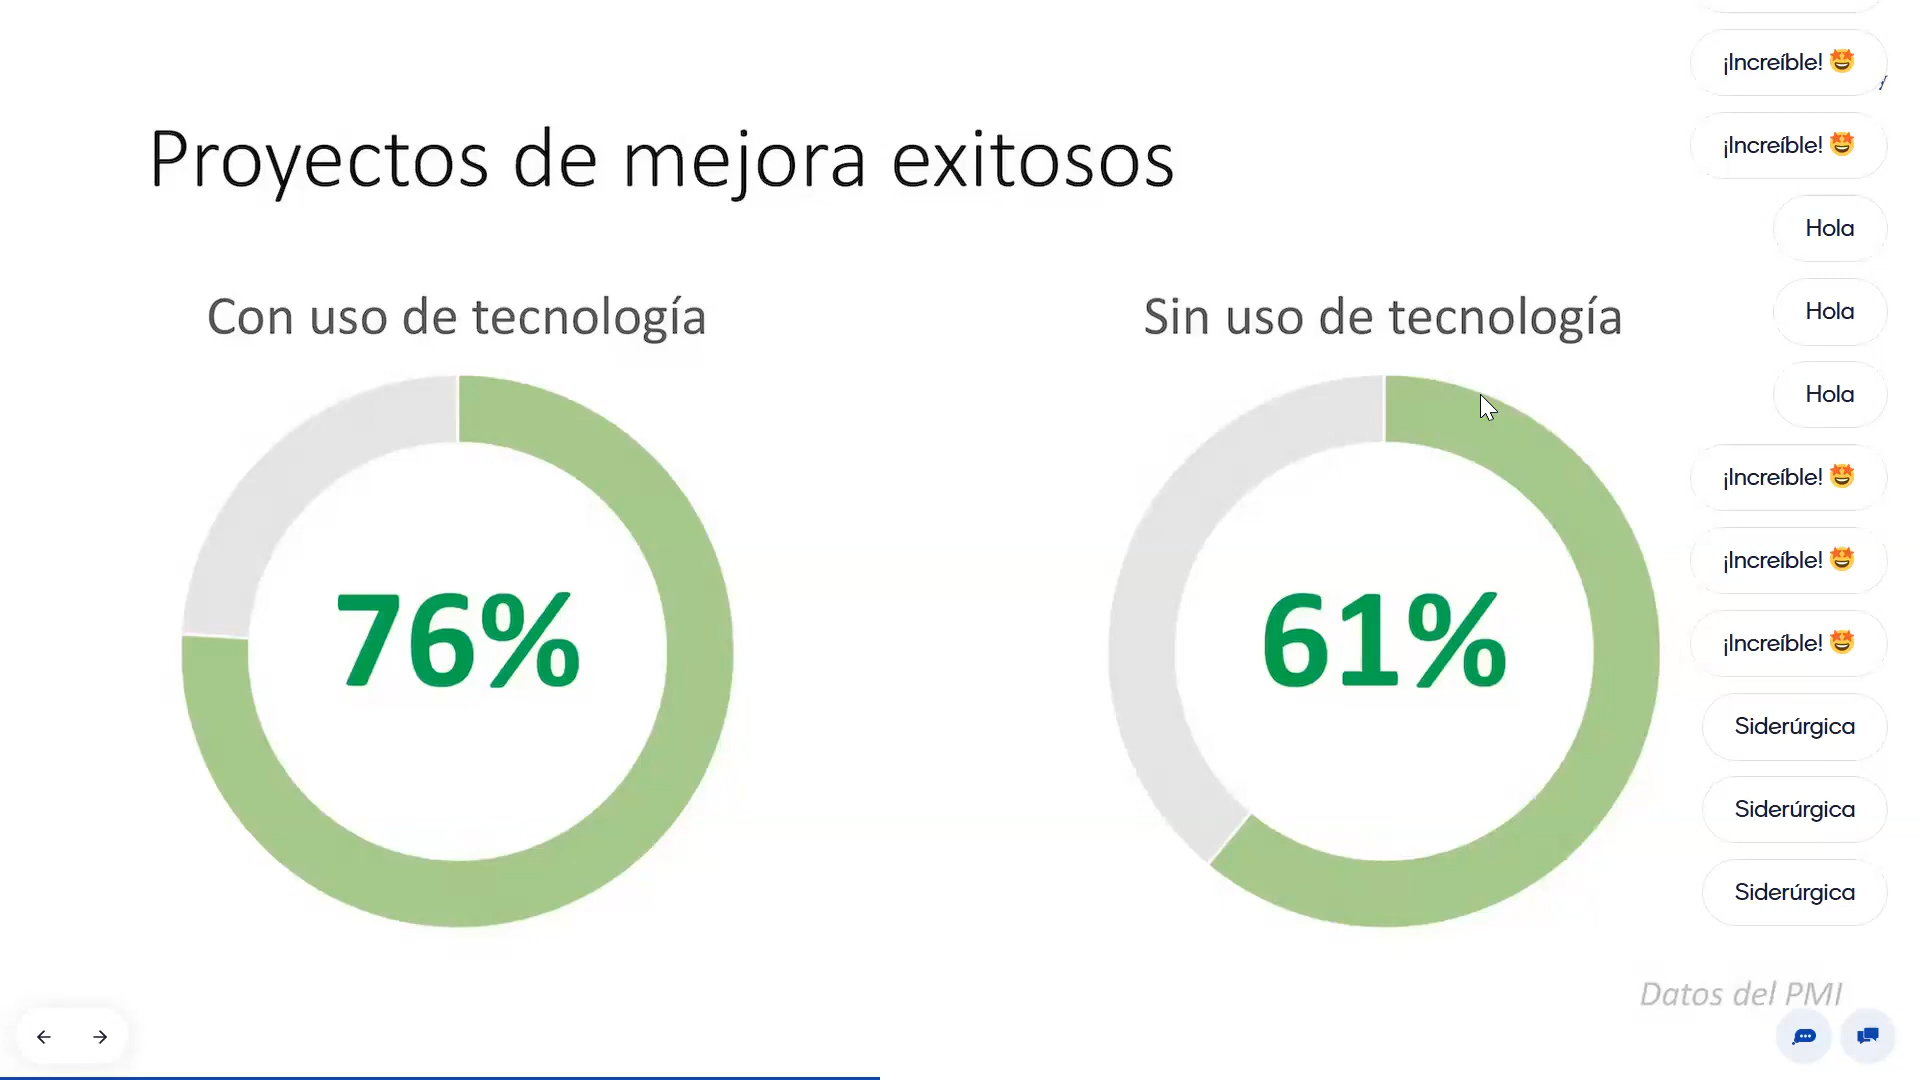 Proyectos de mejora exitosos
Con uso de tecnología
Sin uso de tecnología
76%
61%
Datos del PMI
¡Increíble! 🤩
¡Increíble! 🤩
Hola
Hola
Hola
¡Increíble! 🤩
¡Increíble! 🤩
¡Increíble! 🤩
Siderúrgica
Siderúrgica
Siderúrgica